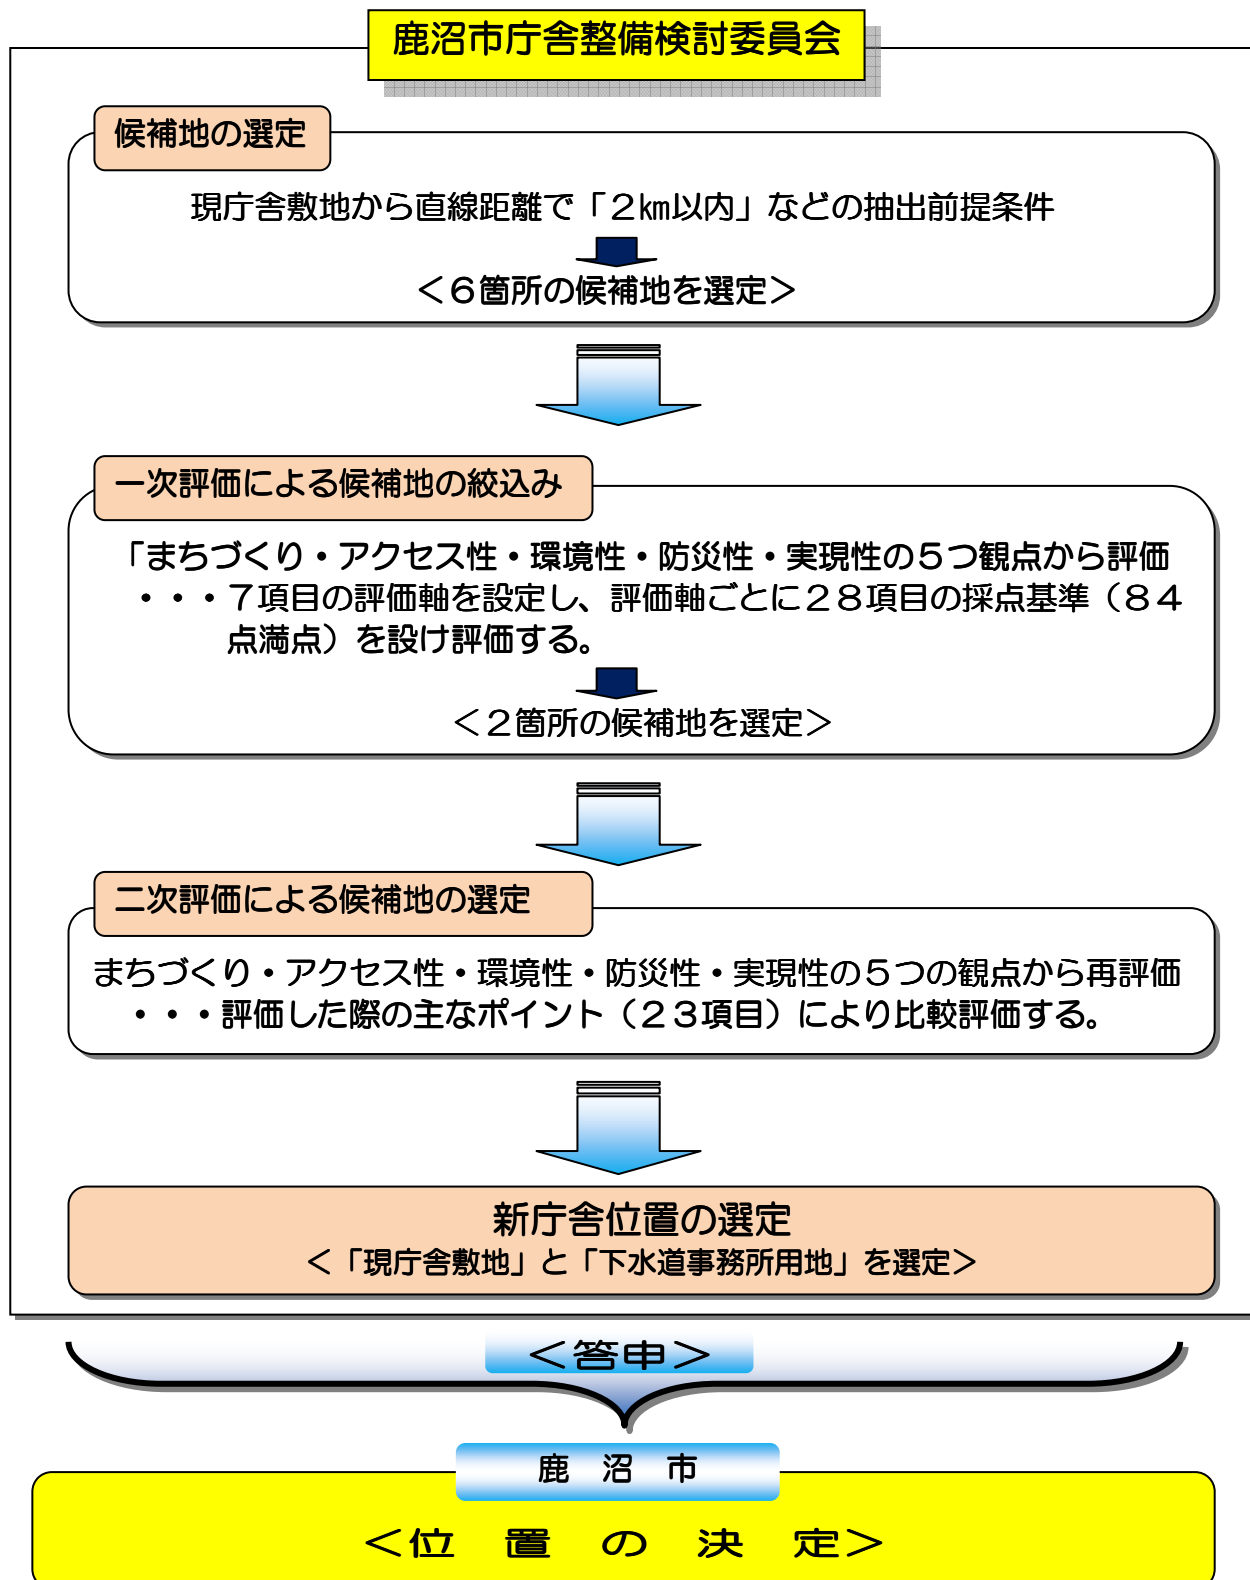 鹿沼市庁舎整備検討委員会
候補地の選定
現庁舎敷地から直線距離で「２㎞以内」などの抽出前提条件
＜６箇所の候補地を選定＞
一次評価による候補地の絞込み
「まちづくり・アクセス性・環境性・防災性・実現性の５つ観点から評価
・・・７項目の評価軸を設定し、評価軸ごとに２８項目の採点基準（８４
点満点）を設け評価する。
＜２箇所の候補地を選定＞
二次評価による候補地の選定
まちづくり・アクセス性・環境性・防災性・実現性の５つの観点から再評価
・・・評価した際の主なポイント（２３項目）により比較評価する。
新庁舎位置の選定
＜「現庁舎敷地」と「下水道事務所用地」を選定＞
＜答申＞
鹿　沼　市
＜位　置　の　決　定＞